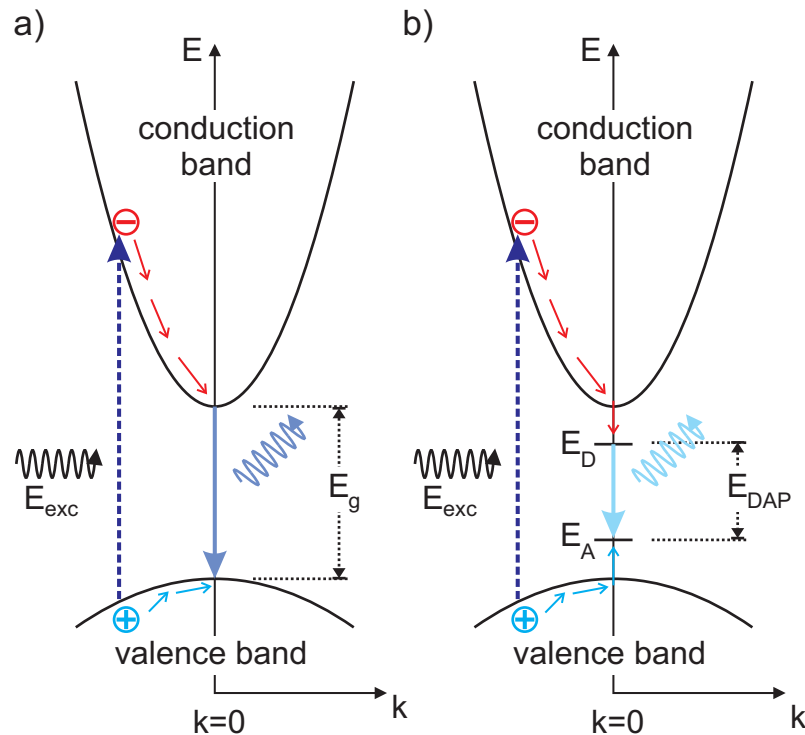 a)
E
conduction
band
−
E_exc
E_g
+
valence band
k=0
k
b)
E
conduction
band
−
E_D
E_exc
E_DAP
E_A
+
valence band
k=0
k